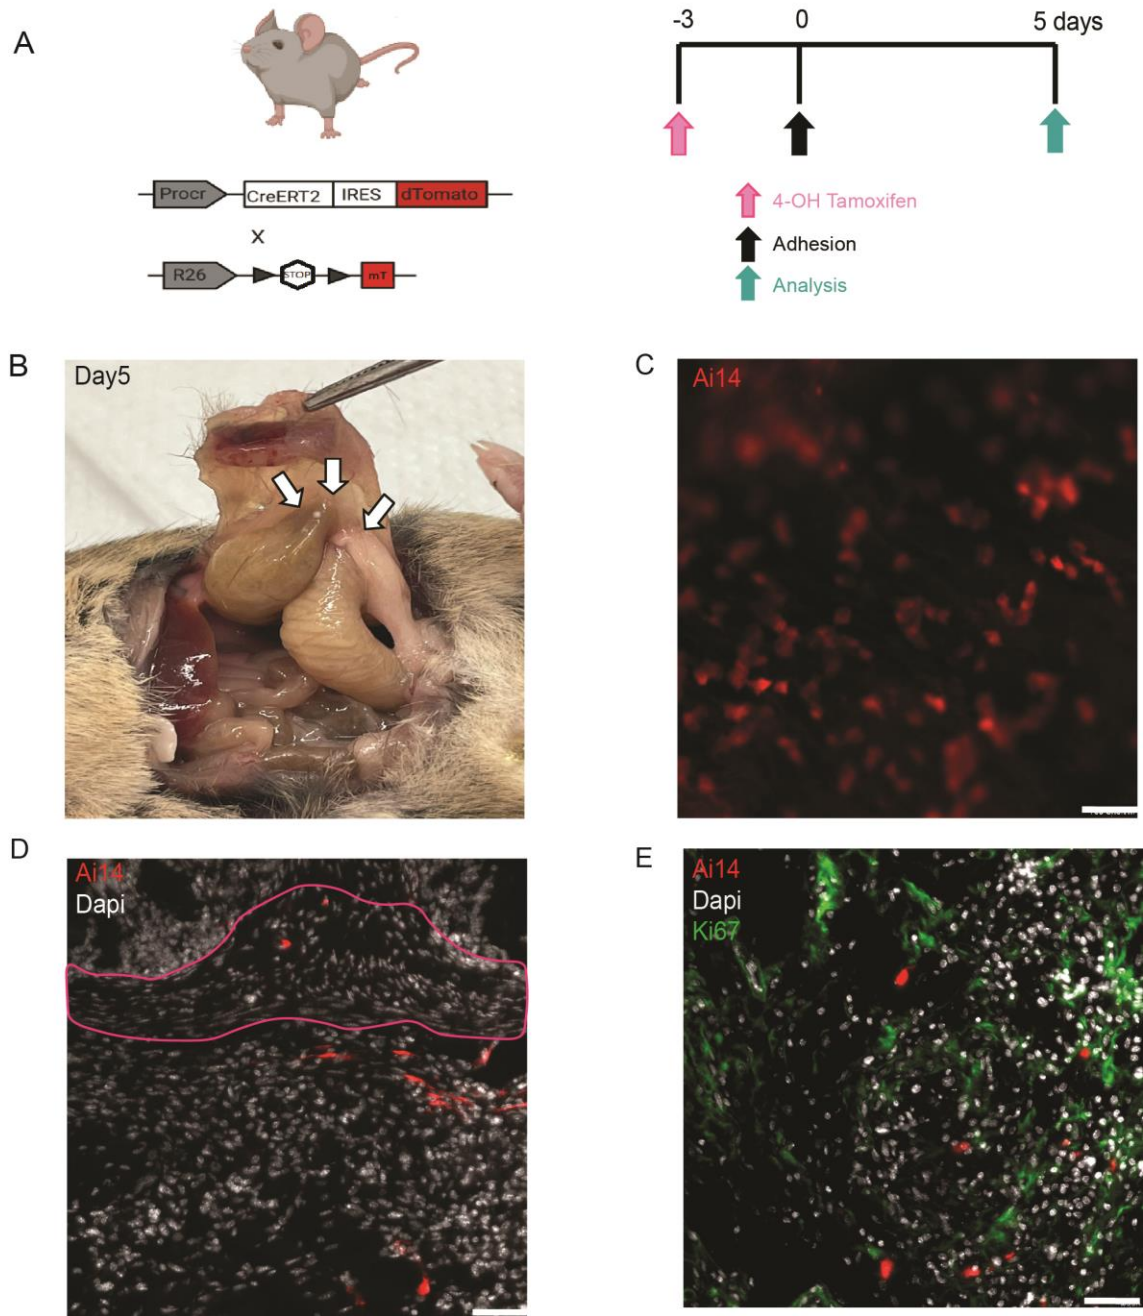 A
-3
0
5 days
Procr
CreERT2
IRES
dTomato
x
R26
STOP
mT
4-OH Tamoxifen
Adhesion
Analysis
B
Day5
C
Ai14
D
Ai14
Dapi
E
Ai14
Dapi
Ki67